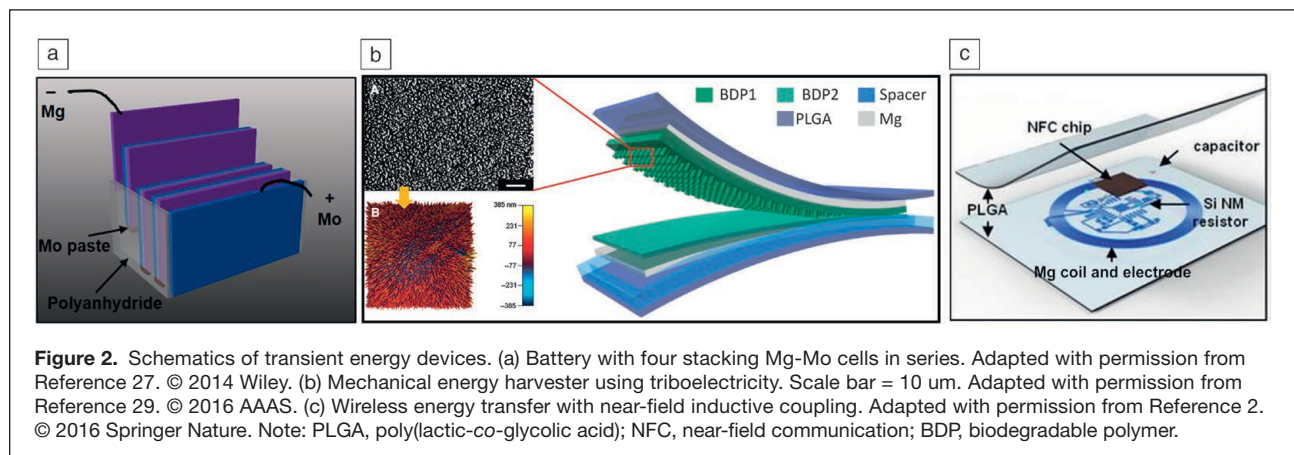 a
–
Mg
+
Mo
Mo paste
Polyanhydride
b
A
B
385 nm
231
77
–77
–231
–385
BDP1 BDP2 Spacer
PLGA Mg
c
NFC chip
capacitor
PLGA
Si NM
resistor
Mg coil and electrode
Figure 2. Schematics of transient energy devices. (a) Battery with four stacking Mg-Mo cells in series. Adapted with permission from
Reference 27. © 2014 Wiley. (b) Mechanical energy harvester using triboelectricity. Scale bar = 10 um. Adapted with permission from
Reference 29. © 2016 AAAS. (c) Wireless energy transfer with near-field inductive coupling. Adapted with permission from Reference 2.
© 2016 Springer Nature. Note: PLGA, poly(lactic-co-glycolic acid); NFC, near-field communication; BDP, biodegradable polymer.